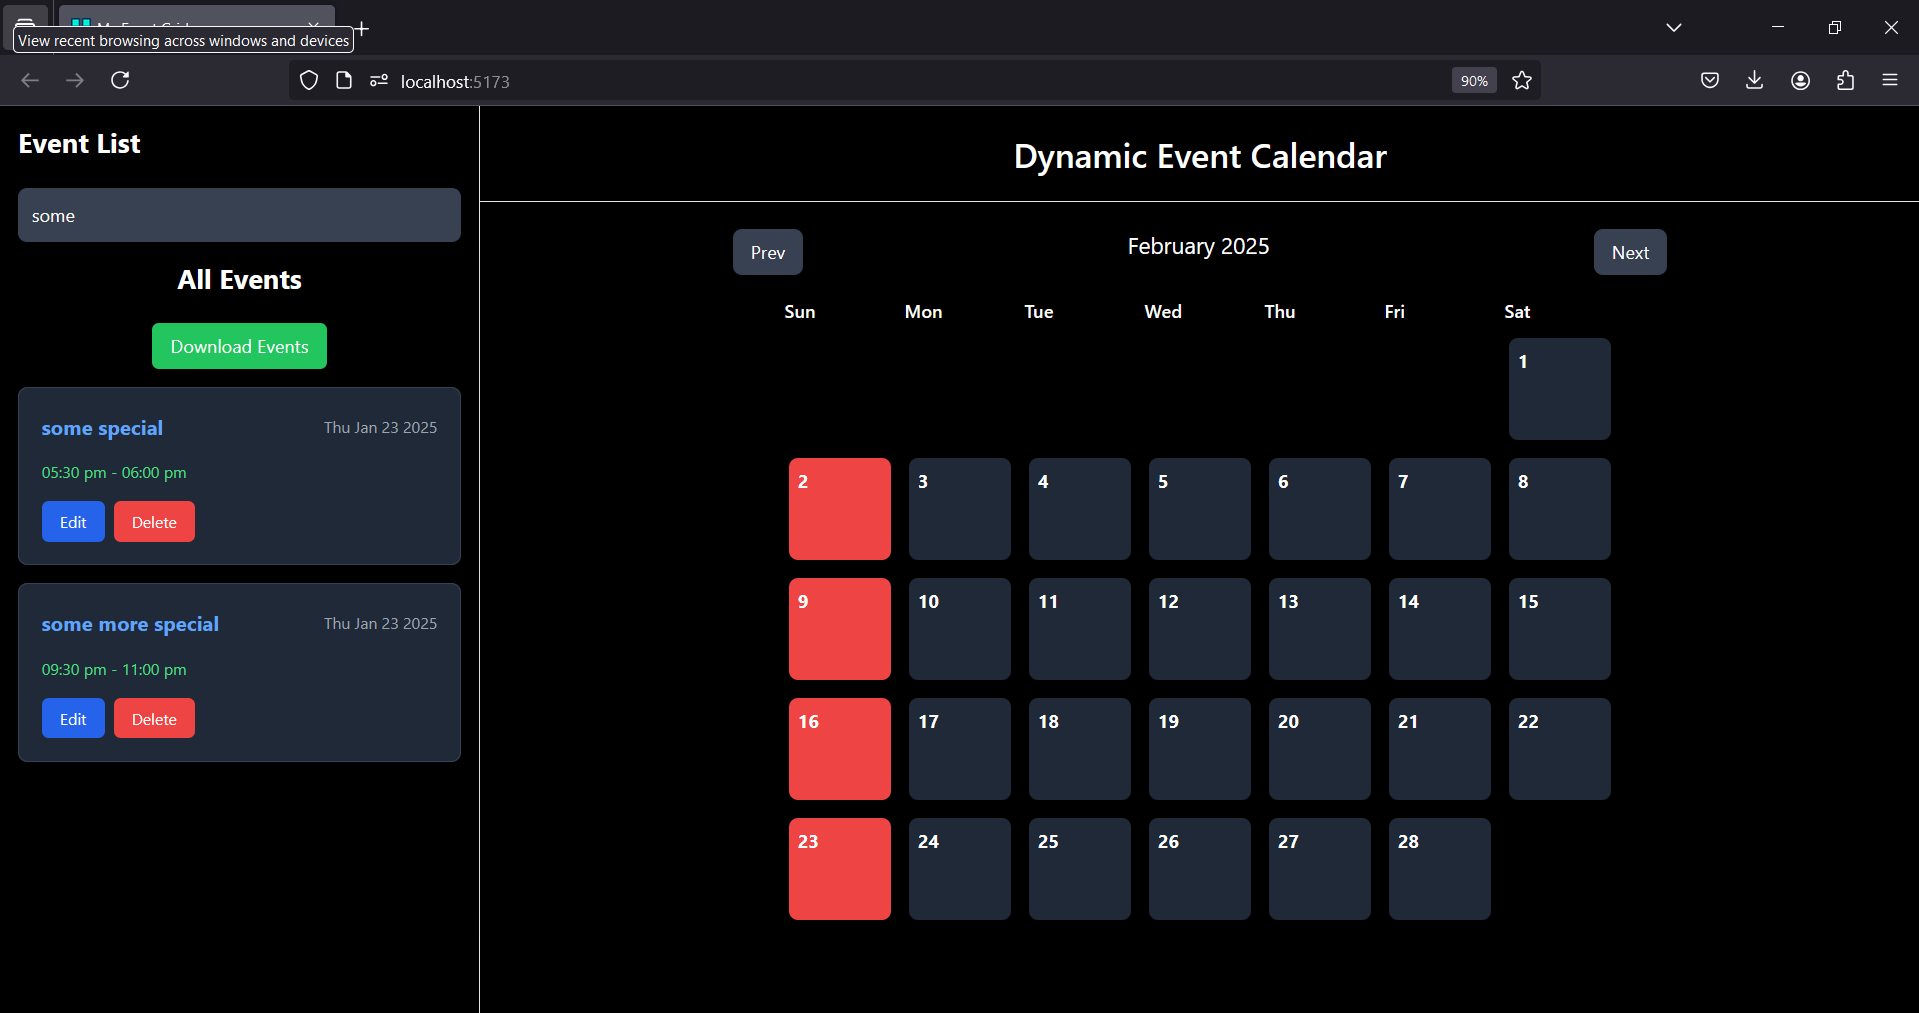 View recent browsing across windows and devices
localhost:5173
90%
Event List
some
All Events
Download Events
some special
Thu Jan 23 2025
05:30 pm - 06:00 pm
Edit
Delete
some more special
Thu Jan 23 2025
09:30 pm - 11:00 pm
Edit
Delete
Dynamic Event Calendar
Prev
February 2025
Next
Sun Mon Tue Wed Thu Fri Sat
1
2 3 4 5 6 7 8
9 10 11 12 13 14 15
16 17 18 19 20 21 22
23 24 25 26 27 28